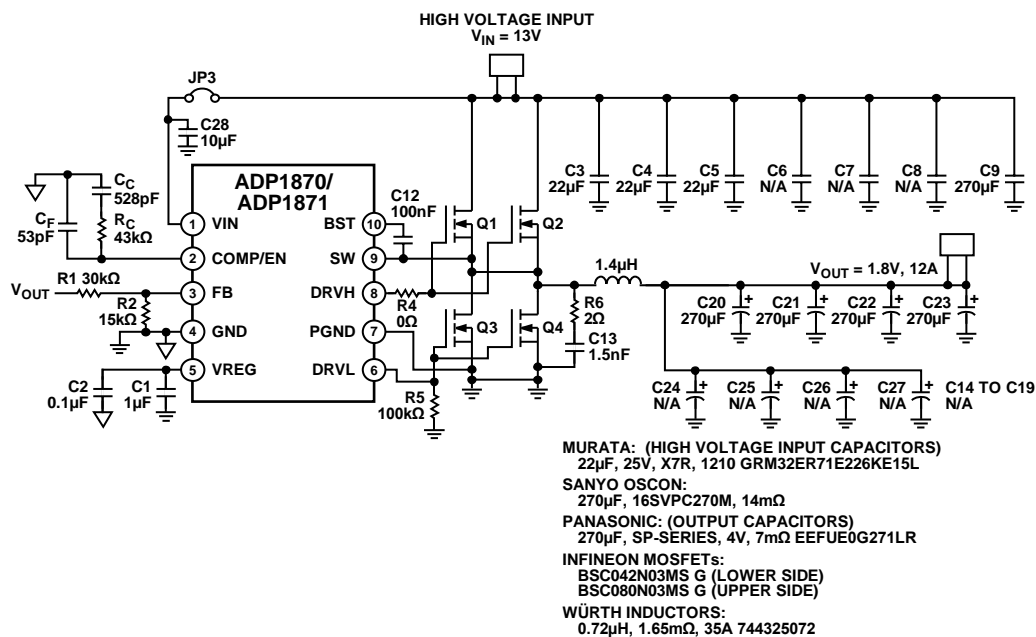 HIGH VOLTAGE INPUT
VIN = 13V
JP3
C28
10µF
C3
22µF
C4
22µF
C5
22µF
C6
N/A
C7
N/A
C8
N/A
C9
270µF
CC
528pF
CF
53pF
RC
43kΩ
ADP1870/
ADP1871
1 VIN
2 COMP/EN
3 FB
4 GND
5 VREG
BST 10
SW 9
DRVH 8
PGND 7
DRVL 6
C12
100nF
Q1
Q2
VOUT
R1 30kΩ
R2
15kΩ
C2
0.1µF
C1
1µF
R4
0Ω
Q3
Q4
R5
100kΩ
1.4µH
R6
2Ω
C13
1.5nF
VOUT = 1.8V, 12A
C20
270µF
+
C21
270µF
+
C22
270µF
+
C23
270µF
+
C24
N/A
+
C25
N/A
+
C26
N/A
+
C27
N/A
+
C14 TO C19
N/A
MURATA: (HIGH VOLTAGE INPUT CAPACITORS)
22µF, 25V, X7R, 1210 GRM32ER71E226KE15L
SANYO OSCON:
270µF, 16SVPC270M, 14mΩ
PANASONIC: (OUTPUT CAPACITORS)
270µF, SP-SERIES, 4V, 7mΩ EEFUE0G271LR
INFINEON MOSFETs:
BSC042N03MS G (LOWER SIDE)
BSC080N03MS G (UPPER SIDE)
WÜRTH INDUCTORS:
0.72µH, 1.65mΩ, 35A 744325072